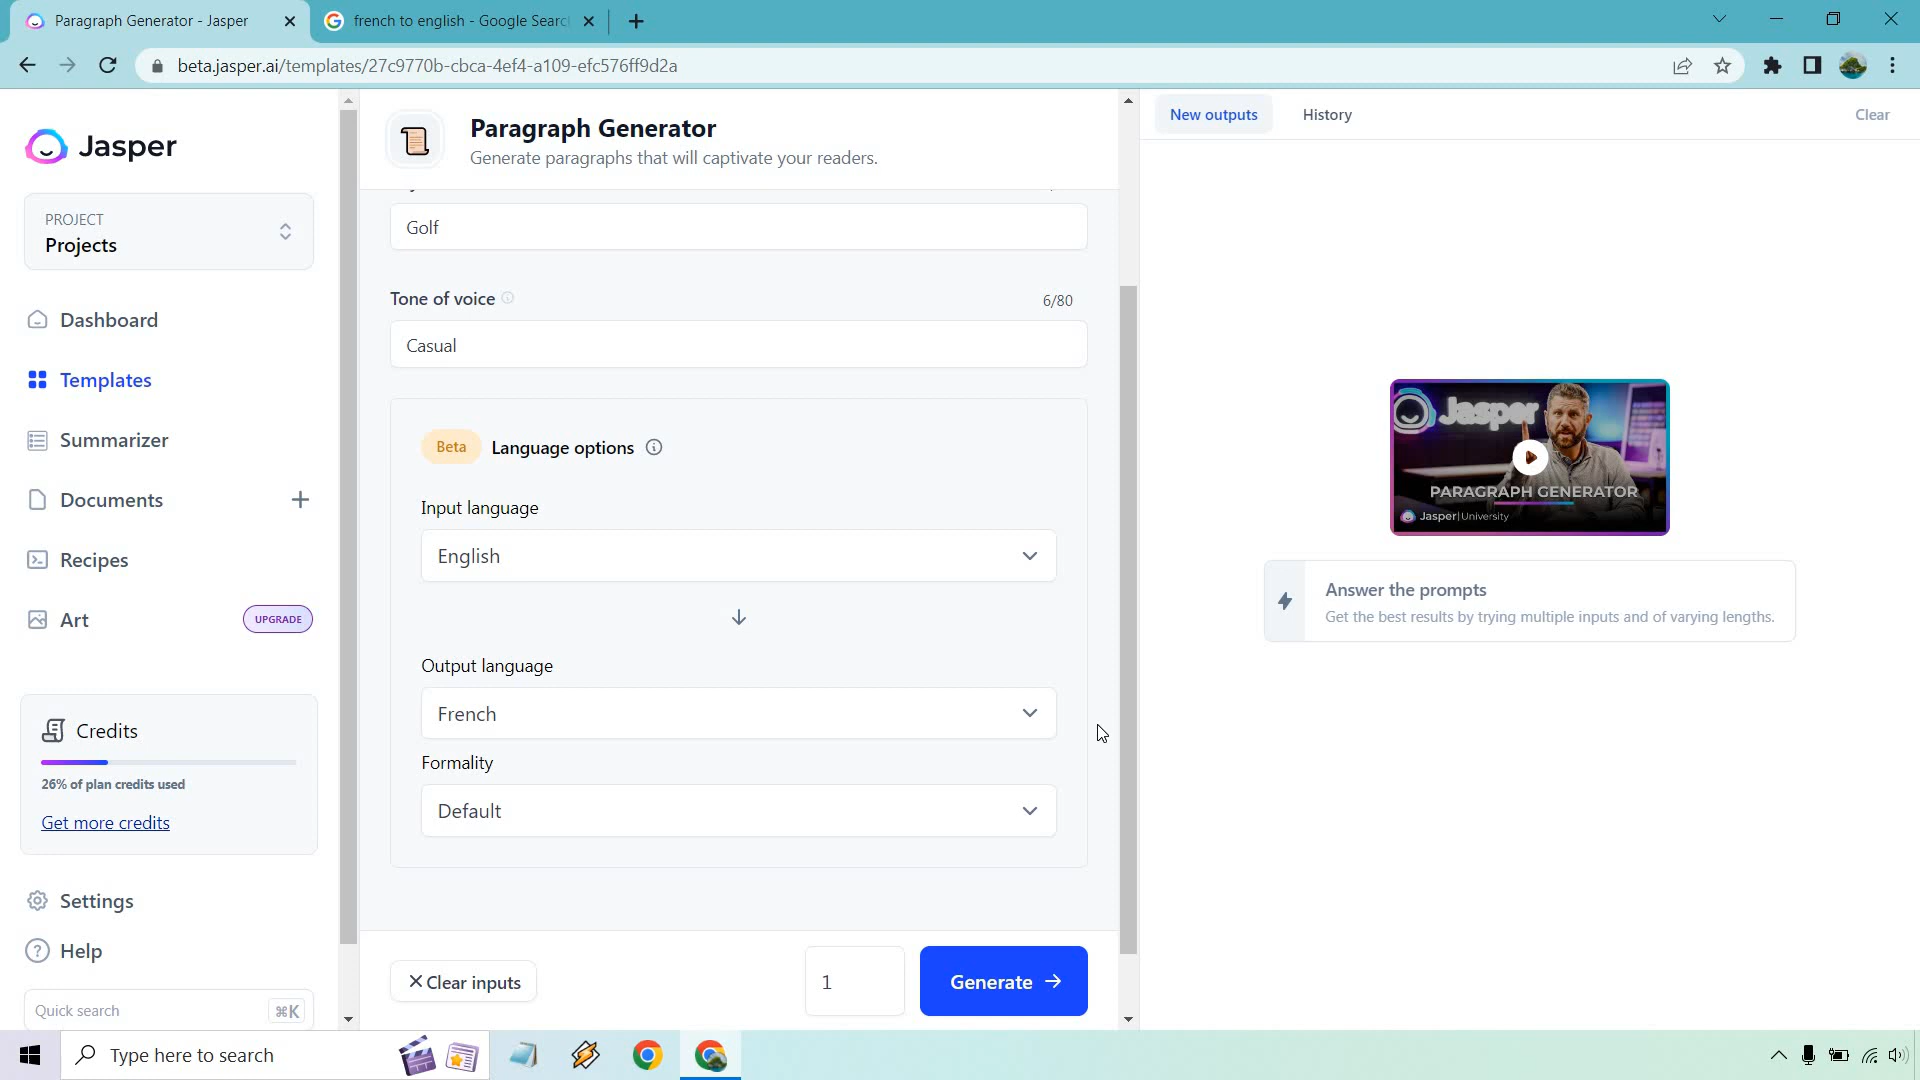 Paragraph Generator - Jasper
french to english - Google Searc
beta.jasper.ai/templates/27c9770b-cbca-4ef4-a109-efc576ff9d2a
Jasper
PROJECT
Projects
Dashboard
Templates
Summarizer
Documents
Recipes
Art
UPGRADE
Credits
26% of plan credits used
Get more credits
Settings
Help
Quick search
⌘K
Paragraph Generator
Generate paragraphs that will captivate your readers.
Golf
Tone of voice
6/80
Casual
Beta
Language options
Input language
English
Output language
French
Formality
Default
Clear inputs
1
Generate
New outputs
History
Clear
Jasper
PARAGRAPH GENERATOR
Jasper|University
Answer the prompts
Get the best results by trying multiple inputs and of varying lengths.
Type here to search